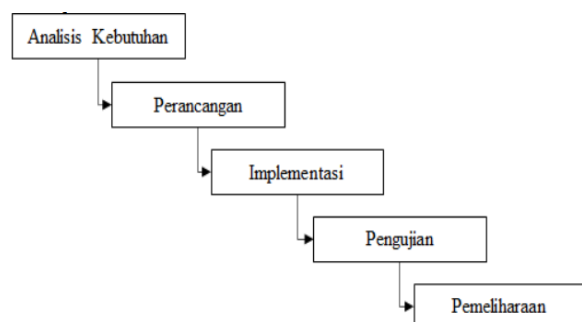 Analisis Kebutuhan
Perancangan
Implementasi
Pengujian
Pemeliharaan